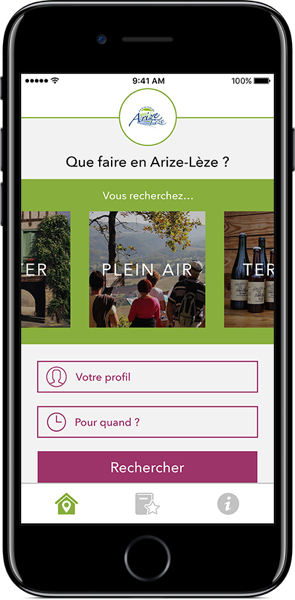 9:41 AM
100%
Arize
Lèze
Que faire en Arize-Lèze ?
Vous recherchez...
ER
PLEIN AIR
TER
Votre profil
Pour quand ?
Rechercher